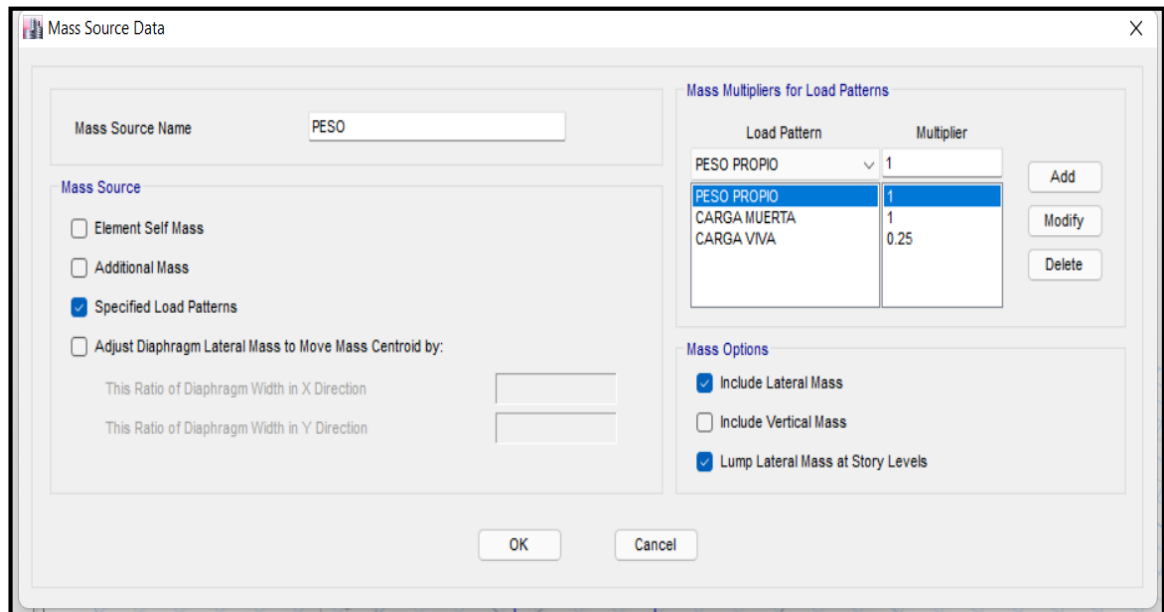 Mass Source Data
Mass Source Name PESO
Mass Source
Element Self Mass
Additional Mass
Specified Load Patterns
Adjust Diaphragm Lateral Mass to Move Mass Centroid by:
This Ratio of Diaphragm Width in X Direction
This Ratio of Diaphragm Width in Y Direction
Mass Multipliers for Load Patterns
Load Pattern Multiplier
PESO PROPIO 1
PESO PROPIO 1
CARGA MUERTA 1
CARGA VIVA 0.25
Add
Modify
Delete
Mass Options
Include Lateral Mass
Include Vertical Mass
Lump Lateral Mass at Story Levels
OK Cancel